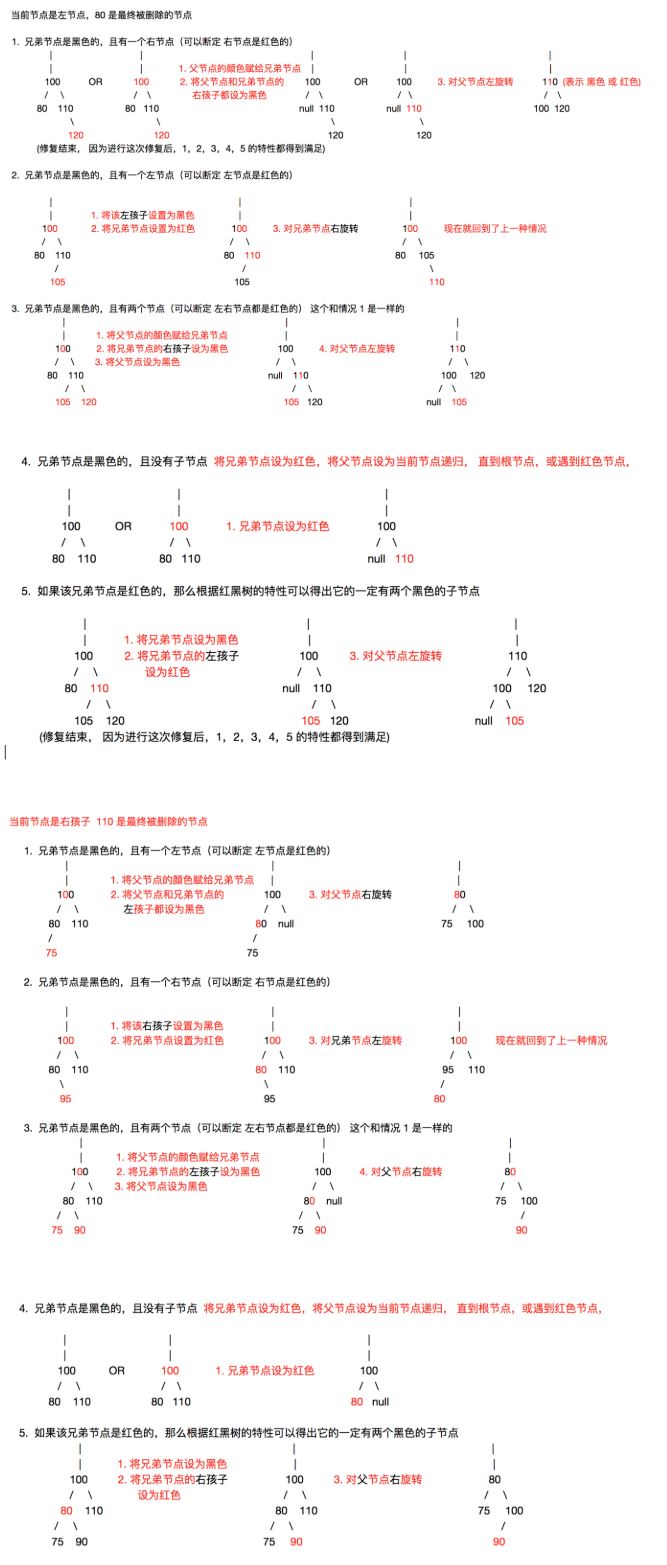 当前节点是左节点，80 是最终被删除的节点
1. 兄弟节点是黑色的，且有一个右节点（可以断定 右节点是红色的）
| | | | |
| | 1. 父节点的颜色赋给兄弟节点 | | |
100 OR 100 2. 将父节点和兄弟节点的 100 OR 100 3. 对父节点左旋转 110 (表示 黑色 或 红色)
/ \ / \ 右孩子都设为黑色 / \ / \ / \
80 110 80 110 null 110 null 110 100 120
\ \ \ \
120 120 120 120
(修复结束， 因为进行这次修复后，1，2，3，4，5 的特性都得到满足)
2. 兄弟节点是黑色的，且有一个左节点（可以断定 左节点是红色的）
| | |
| 1. 将该左孩子设置为黑色 | |
100 2. 将兄弟节点设置为红色 100 3. 对兄弟节点右旋转 100 现在就回到了上一种情况
/ \ / \ / \
80 110 80 110 80 105
/ / \
105 105 110
3. 兄弟节点是黑色的，且有两个节点（可以断定 左右节点都是红色的） 这个和情况 1 是一样的
| | |
| 1. 将父节点的颜色赋给兄弟节点 | |
100 2. 将兄弟节点的右孩子设为黑色 100 4. 对父节点左旋转 110
/ \ 3. 将父节点设为黑色 / \ / \
80 110 null 110 100 120
/ \ / \ / \
105 120 105 120 null 105
4. 兄弟节点是黑色的，且没有子节点 将兄弟节点设为红色，将父节点设为当前节点递归， 直到根节点，或遇到红色节点，
| | |
| | |
100 OR 100 1. 兄弟节点设为红色 100
/ \ / \ / \
80 110 80 110 null 110
5. 如果该兄弟节点是红色的，那么根据红黑树的特性可以得出它的一定有两个黑色的子节点
| | |
| 1. 将兄弟节点设为黑色 | |
100 2. 将兄弟节点的左孩子 100 3. 对父节点左旋转 110
/ \ 设为红色 / \ / \
80 110 null 110 100 120
/ \ / \ / \
105 120 105 120 null 105
(修复结束， 因为进行这次修复后，1，2，3，4，5 的特性都得到满足)
当前节点是右孩子 110 是最终被删除的节点
1. 兄弟节点是黑色的，且有一个左节点（可以断定 左节点是红色的）
| | |
| 1. 将父节点的颜色赋给兄弟节点 | |
100 2. 将父节点和兄弟节点的 100 3. 对父节点右旋转 80
/ \ 左孩子都设为黑色 / \ / \
80 110 80 null 75 100
/ /
75 75
2. 兄弟节点是黑色的，且有一个右节点（可以断定 右节点是红色的）
| | |
| 1. 将该右孩子设置为黑色 | |
100 2. 将兄弟节点设置为红色 100 3. 对兄弟节点左旋转 100 现在就回到了上一种情况
/ \ / \ / \
80 110 80 110 95 110
\ \ /
95 95 80
3. 兄弟节点是黑色的，且有两个节点（可以断定 左右节点都是红色的） 这个和情况 1 是一样的
| | |
| 1. 将父节点的颜色赋给兄弟节点 | |
100 2. 将兄弟节点的左孩子设为黑色 100 4. 对父节点右旋转 80
/ \ 3. 将父节点设为黑色 / \ / \
80 110 80 null 75 100
/ \ / \ /
75 90 75 90 90
4. 兄弟节点是黑色的，且没有子节点 将兄弟节点设为红色，将父节点设为当前节点递归， 直到根节点，或遇到红色节点，
| | |
| | |
100 OR 100 1. 兄弟节点设为红色 100
/ \ / \ / \
80 110 80 110 80 null
5. 如果该兄弟节点是红色的，那么根据红黑树的特性可以得出它的一定有两个黑色的子节点
| | |
| 1. 将兄弟节点设为黑色 | |
100 2. 将兄弟节点的右孩子 100 3. 对父节点右旋转 80
/ \ 设为红色 / \ / \
80 110 80 110 75 100
/ \ / \ /
75 90 75 90 90